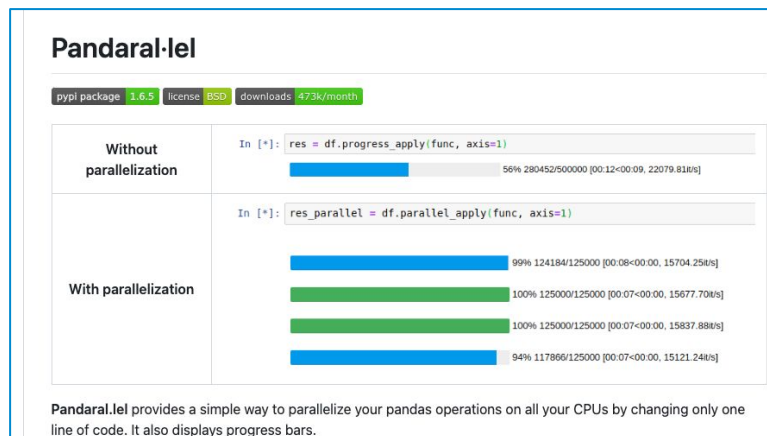 Pandaral·lel
pypi package 1.6.5 license BSD downloads 473k/month
Without
parallelization
In [*]: res = df.progress_apply(func, axis=1)
56% 280452/500000 [00:12<00:09, 22079.81it/s]
With parallelization
In [*]: res_parallel = df.parallel_apply(func, axis=1)
99% 124184/125000 [00:08<00:00, 15704.25it/s]
100% 125000/125000 [00:07<00:00, 15677.70it/s]
100% 125000/125000 [00:07<00:00, 15837.88it/s]
94% 117866/125000 [00:07<00:00, 15121.24it/s]
Pandaral.lel provides a simple way to parallelize your pandas operations on all your CPUs by changing only one
line of code. It also displays progress bars.